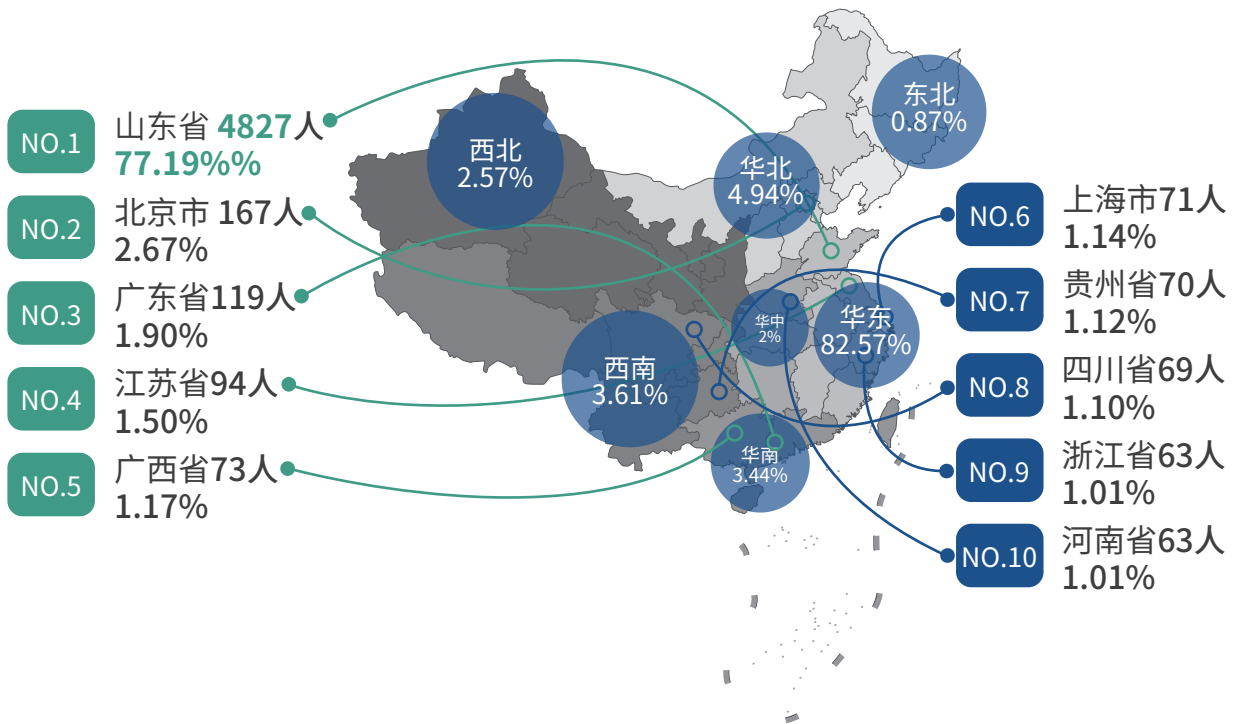 NO.1
山东省 4827人
77.19%%
NO.2
北京市 167人
2.67%
NO.3
广东省119人
1.90%
NO.4
江苏省94人
1.50%
NO.5
广西省73人
1.17%
西北
2.57%
东北
0.87%
华北
4.94%
华中
2%
华东
82.57%
西南
3.61%
华南
3.44%
NO.6
上海市71人
1.14%
NO.7
贵州省70人
1.12%
NO.8
四川省69人
1.10%
NO.9
浙江省63人
1.01%
NO.10
河南省63人
1.01%